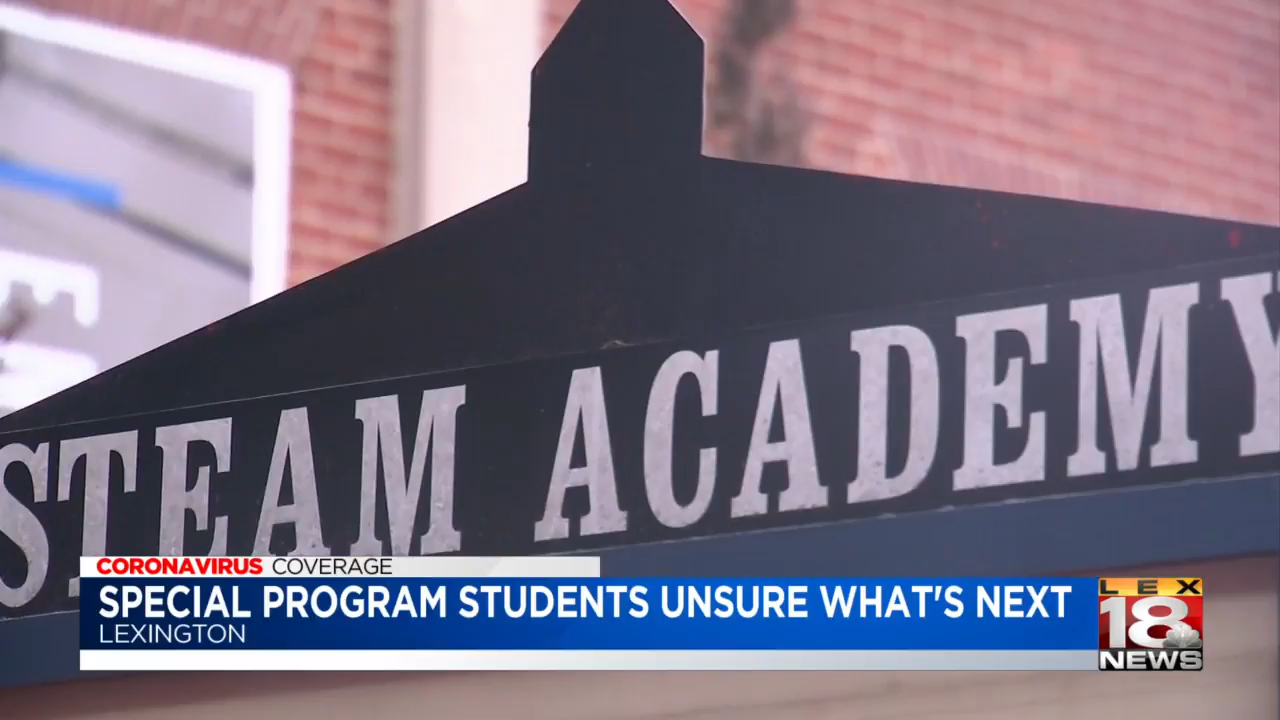 STEAM ACADEMY
CORONAVIRUS COVERAGE
SPECIAL PROGRAM STUDENTS UNSURE WHAT'S NEXT
LEXINGTON
LEX
18
NEWS